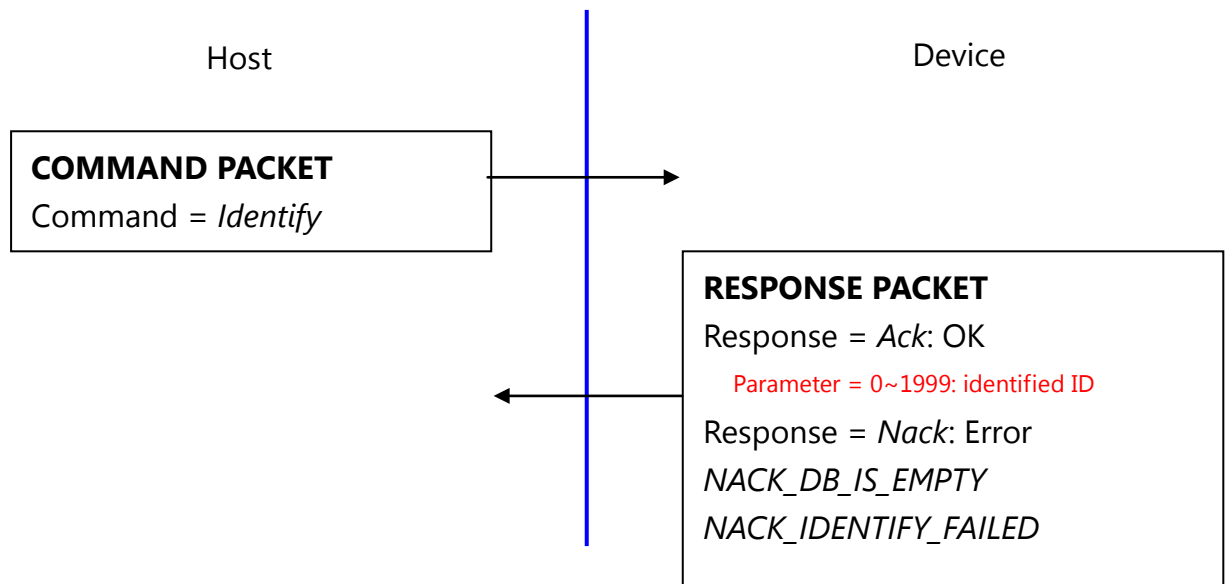 Host
Device
COMMAND PACKET
Command = Identify
RESPONSE PACKET
Response = Ack: OK
Parameter = 0~1999: identified ID
Response = Nack: Error
NACK_DB_IS_EMPTY
NACK_IDENTIFY_FAILED